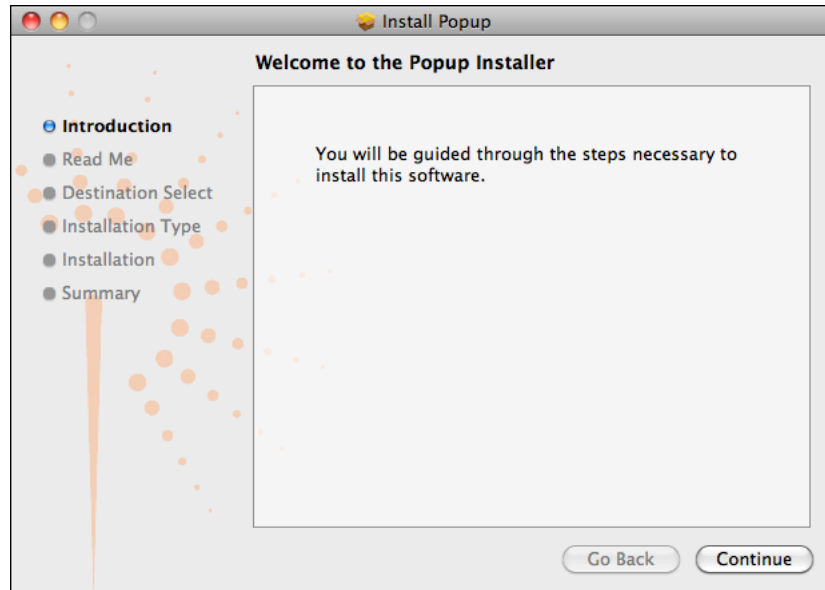 Install Popup
Welcome to the Popup Installer
Introduction
Read Me
Destination Select
Installation Type
Installation
Summary
You will be guided through the steps necessary to
install this software.
Go Back
Continue